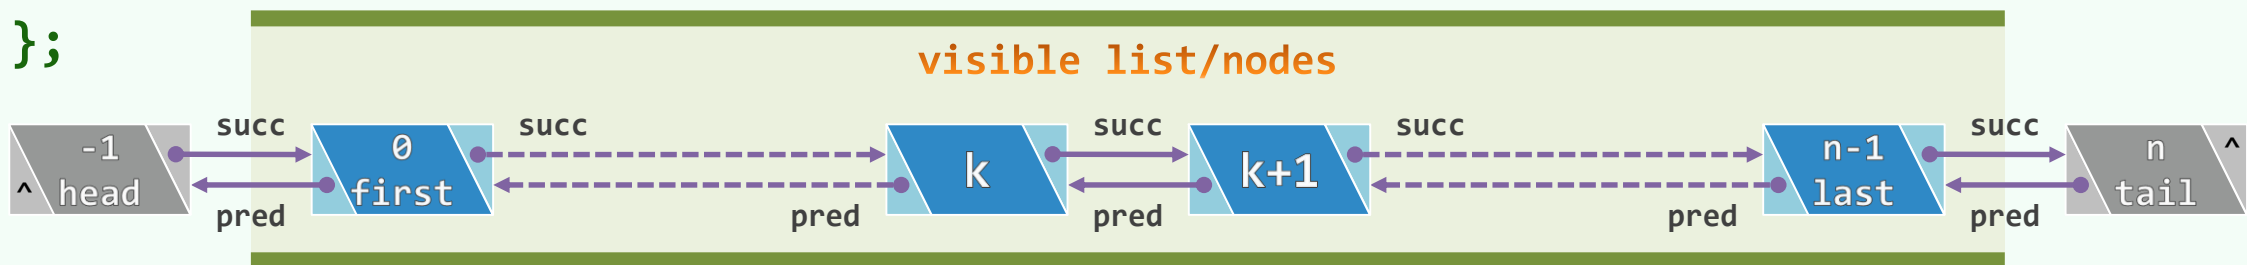 };
visible list/nodes
succ succ succ succ succ
-1 0 k k+1 n-1 n ^
^ head first last tail
pred pred pred pred pred